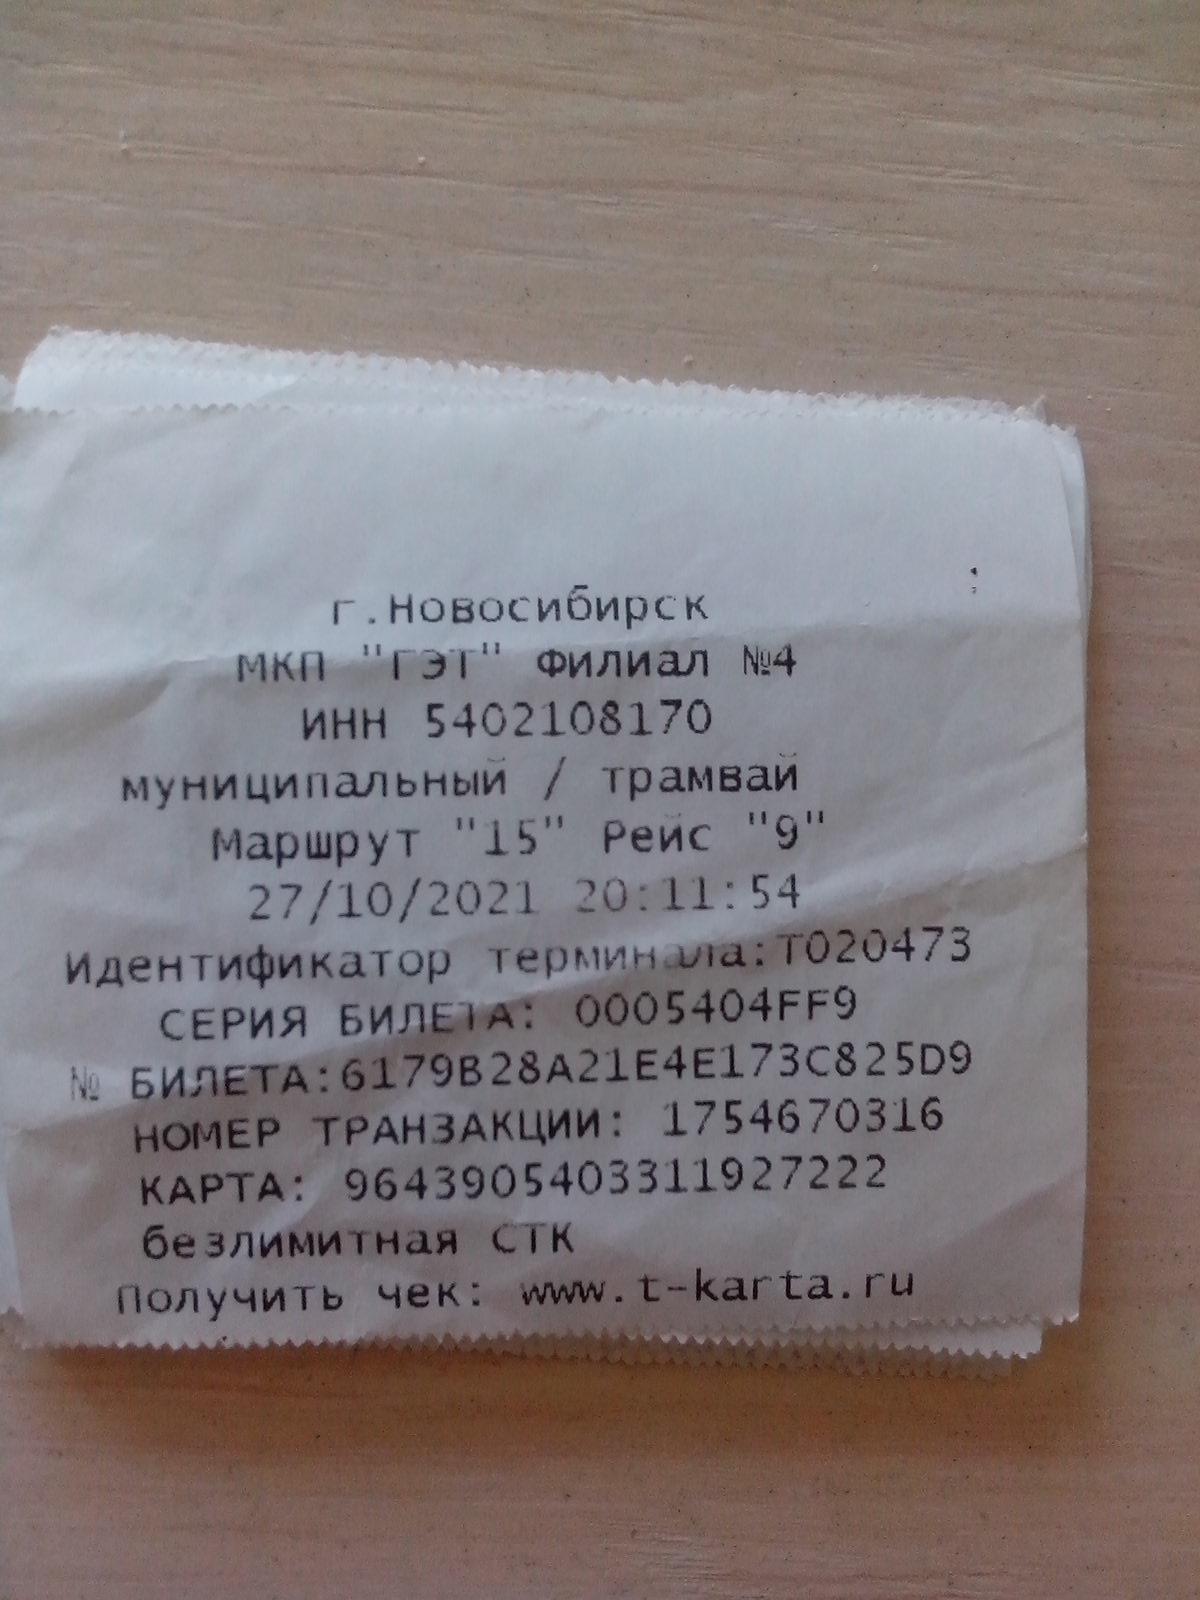 г.Новосибирск
МКП "ГЭТ" Филиал №4
ИНН 5402108170
муниципальный / трамвай
Маршрут "15" Рейс "9"
27/10/2021 20:11:54
Идентификатор терминала:T020473
СЕРИЯ БИЛЕТА: 0005404FF9
№ БИЛЕТА:6179B28A21E4E173C825D9
НОМЕР ТРАНЗАКЦИИ: 1754670316
КАРТА: 9643905403311927222
безлимитная СТК
Получить чек: www.t-karta.ru